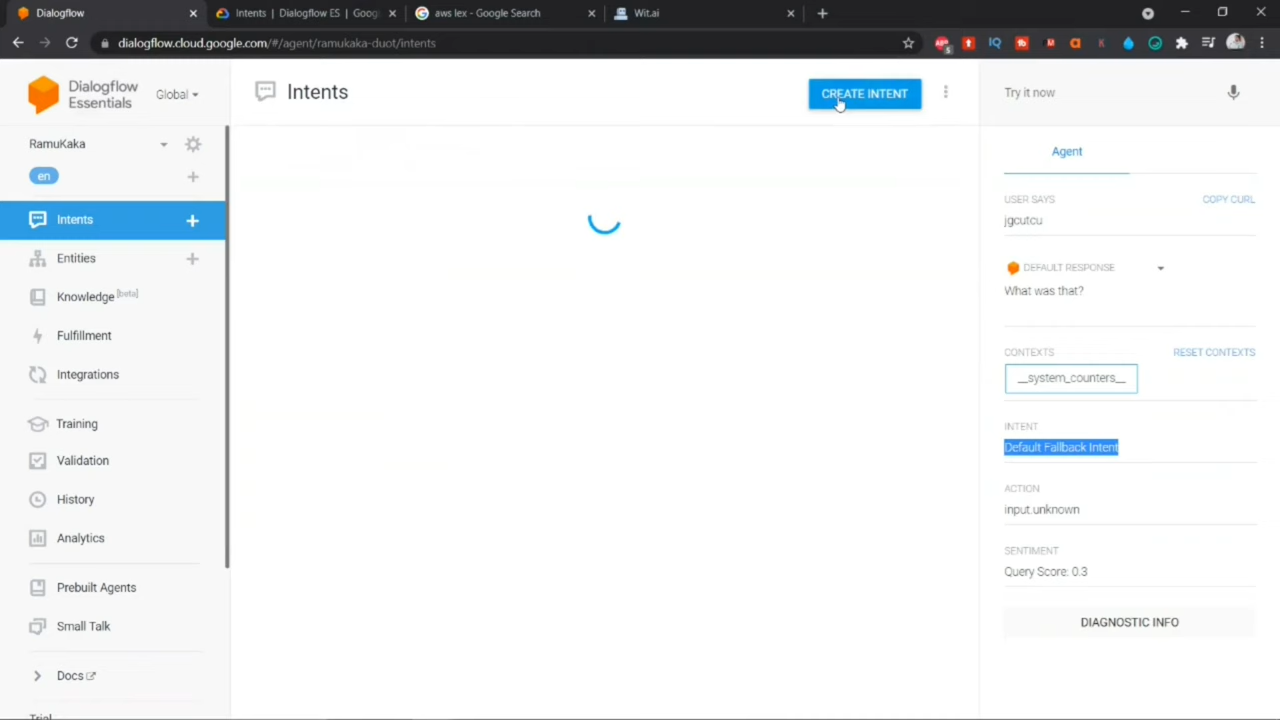 Dialogflow
Intents | Dialogflow ES | Goog
aws lex - Google Search
Wit.ai
dialogflow.cloud.google.com/#/agent/ramukaka-duot/intents
Dialogflow
Essentials
Global
Intents
CREATE INTENT
Try it now
RamuKaka
en
Agent
Intents
USER SAYS
COPY CURL
jgcutcu
Entities
DEFAULT RESPONSE
What was that?
Knowledge [beta]
Fulfillment
CONTEXTS
RESET CONTEXTS
__system_counters__
Integrations
INTENT
Default Fallback Intent
Training
Validation
ACTION
input.unknown
History
Analytics
SENTIMENT
Query Score: 0.3
Prebuilt Agents
DIAGNOSTIC INFO
Small Talk
Docs
Trial